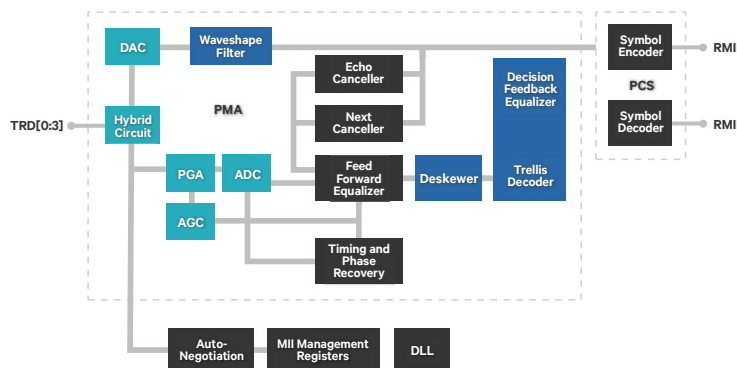 DAC
Waveshape
Filter
Echo
Canceller
Symbol
Encoder
RMI
Decision
Feedback
Equalizer
PCS
PMA
Next
Canceller
TRD[0:3]
Hybrid
Circuit
Symbol
Decoder
RMI
PGA
ADC
Feed
Forward
Equalizer
Deskewer
Trellis
Decoder
AGC
Timing and
Phase
Recovery
Auto-
Negotiation
MII Management
Registers
DLL